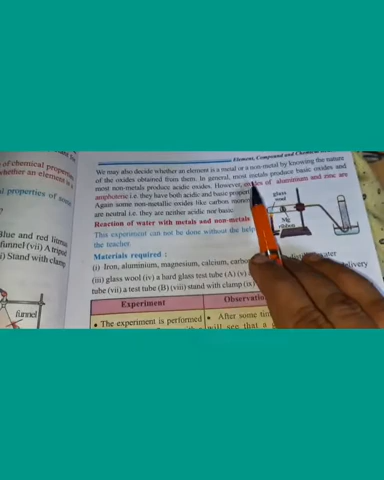 Element, Compound and Chemical
We may also decide whether an element is a metal or a non-metal by knowing the nature
of the oxides obtained from them. In general, most metals produce basic oxides and
most non-metals produce acidic oxides. However, oxides of aluminium and zinc are
amphoteric i.e. they have both acidic and basic
Again some non-metallic oxides like carbon
are neutral i.e. they are neither acidic nor basic
Reaction of water with metals and non-metals
This experiment can not be done without the help
the teacher
Materials required :
(i) Iron, aluminium, magnesium, calcium, water
(iii) glass wool (iv) a hard glass test tube (A) (v) delivery
tube (vii) a test tube (B) (viii) stand with clamp (ix)
Experiment
• The experiment is performed • After some
will see that a
glass
wool
Mg
ribbon
of chemical
whether an element is
properties of some
?
Blue and red litmus
funnel (vii) A tripod
i) Stand with clamp
funnel